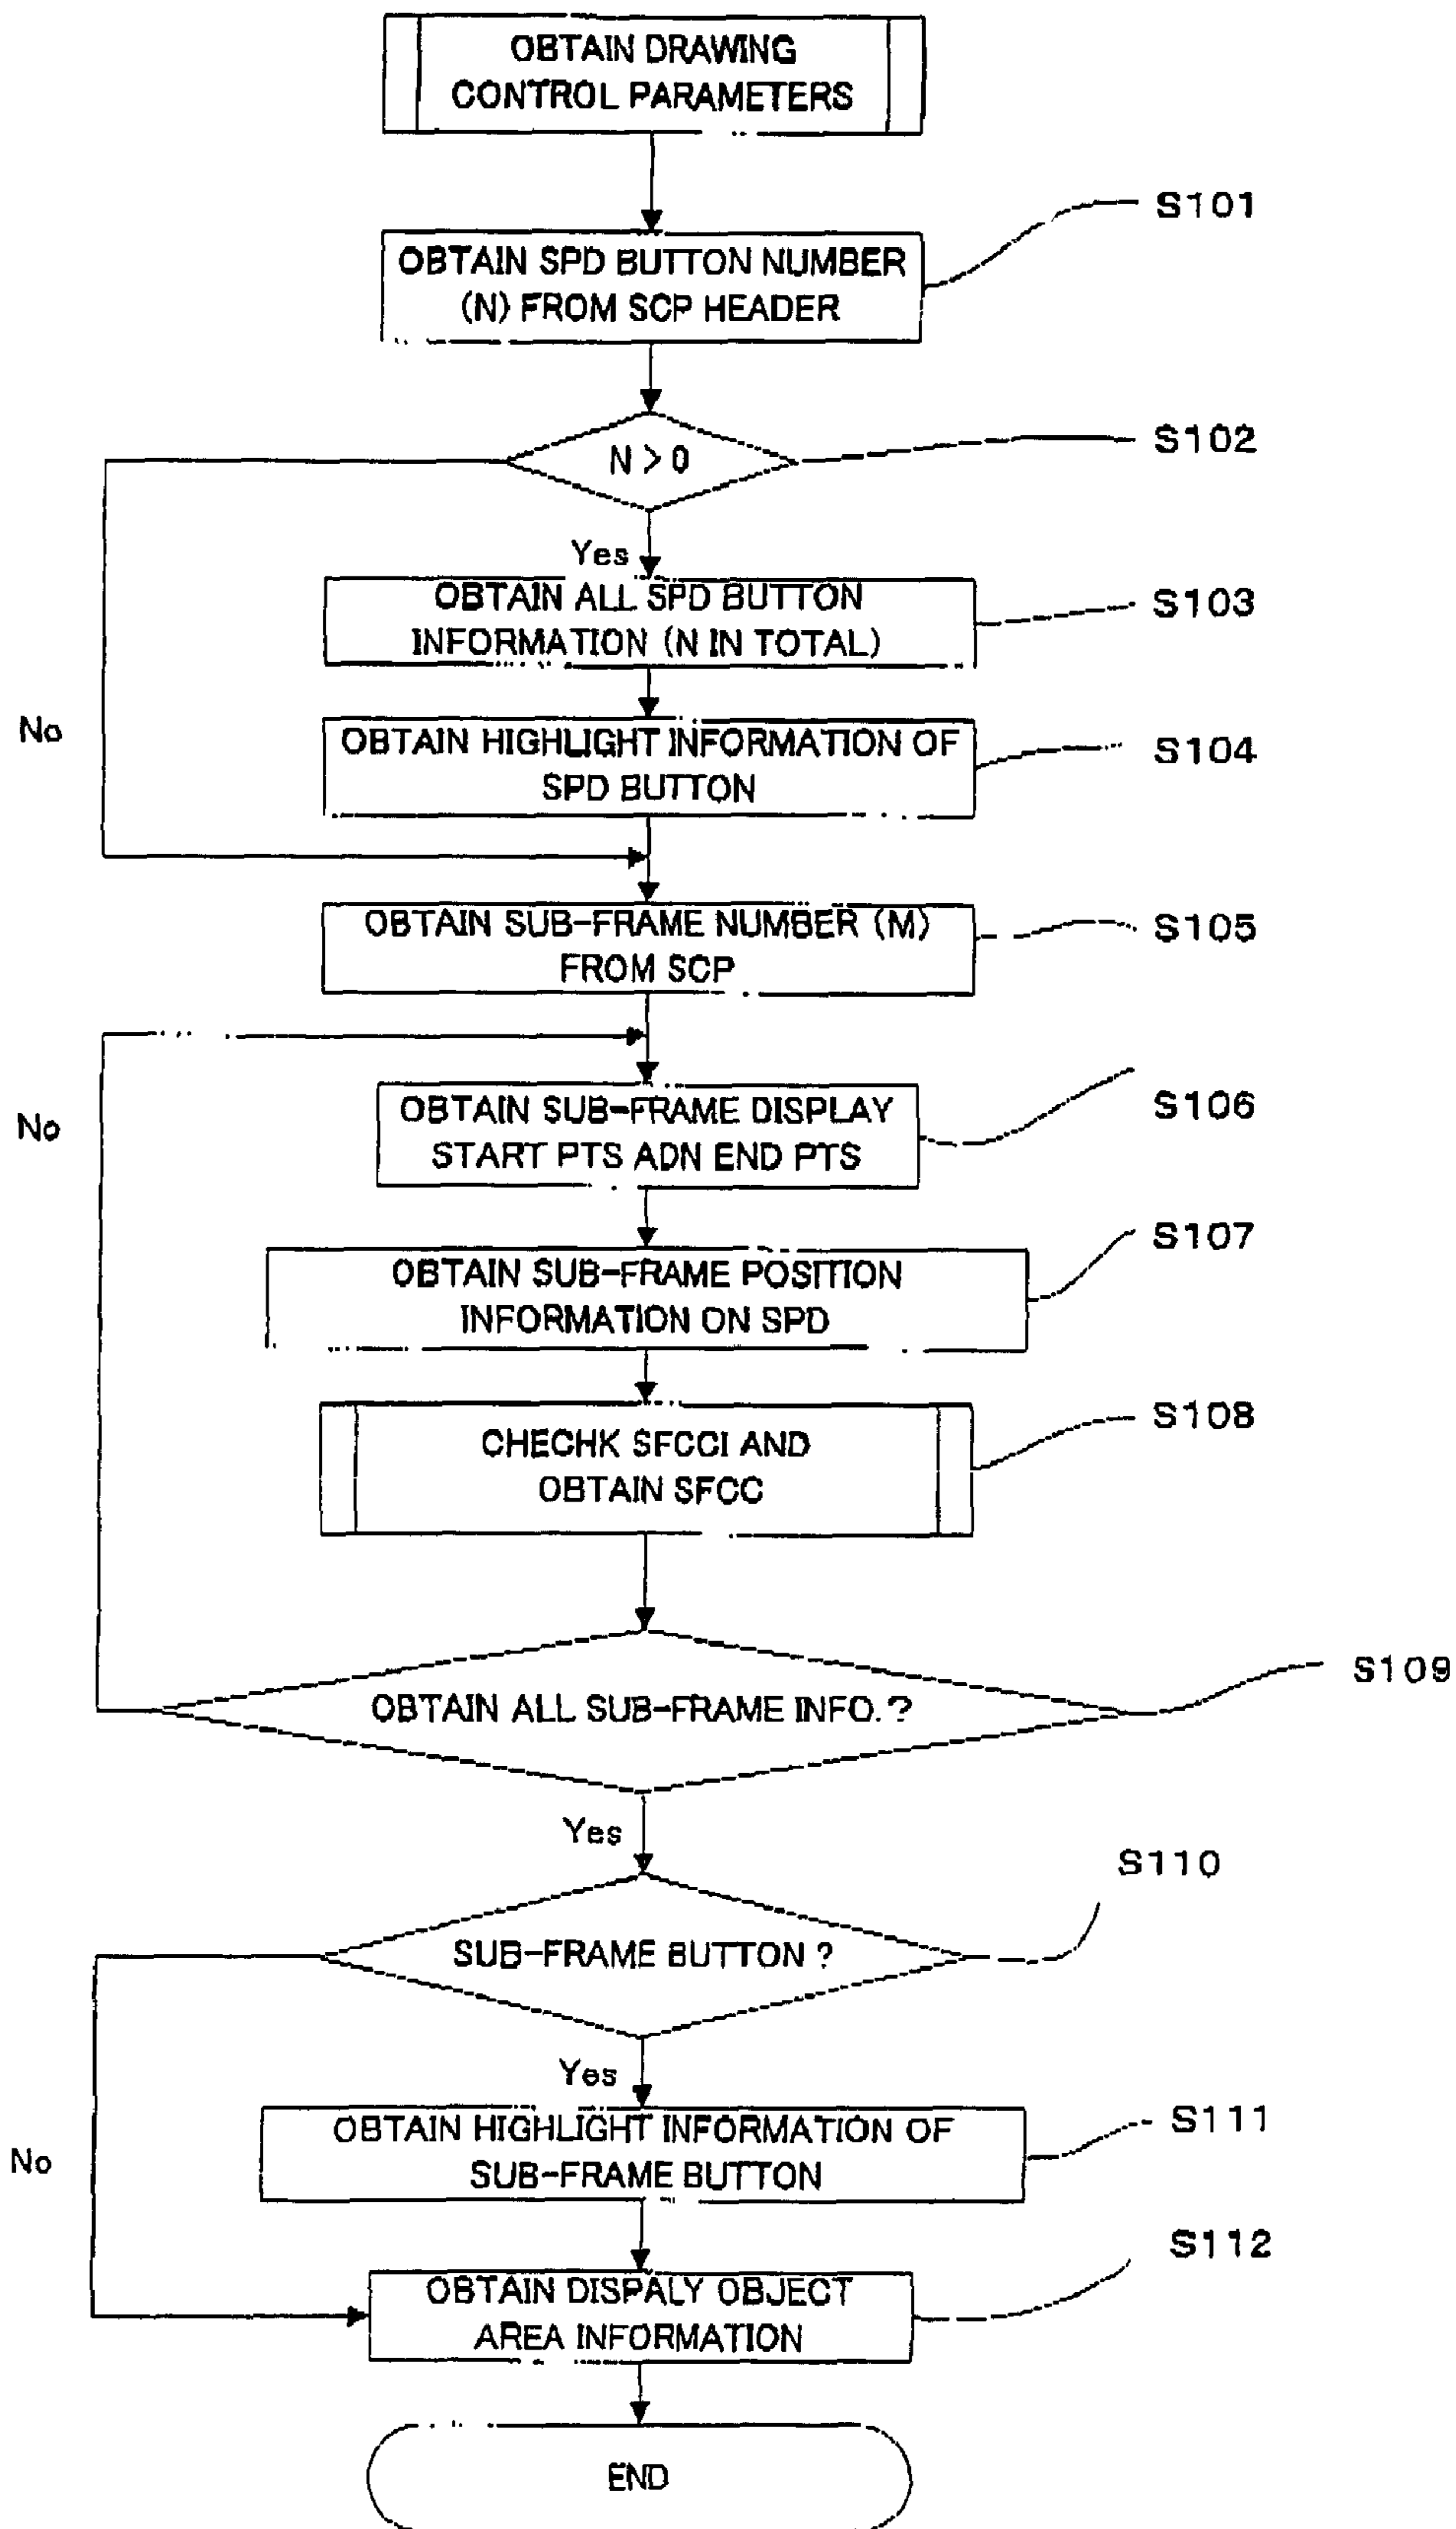 OBTAIN DRAWING
CONTROL PARAMETERS
S101
OBTAIN SPD BUTTON NUMBER
(N) FROM SCP HEADER
S102
N > 0
Yes
S103
OBTAIN ALL SPD BUTTON
INFORMATION (N IN TOTAL)
No
S104
OBTAIN HIGHLIGHT INFORMATION OF
SPD BUTTON
S105
OBTAIN SUB-FRAME NUMBER (M)
FROM SCP
No
S106
OBTAIN SUB-FRAME DISPLAY
START PTS ADN END PTS
S107
OBTAIN SUB-FRAME POSITION
INFORMATION ON SPD
S108
CHECHK SFCCI AND
OBTAIN SFCC
S109
OBTAIN ALL SUB-FRAME INFO. ?
Yes
S110
SUB-FRAME BUTTON ?
Yes
S111
OBTAIN HIGHLIGHT INFORMATION OF
SUB-FRAME BUTTON
No
S112
OBTAIN DISPALY OBJECT
AREA INFORMATION
END